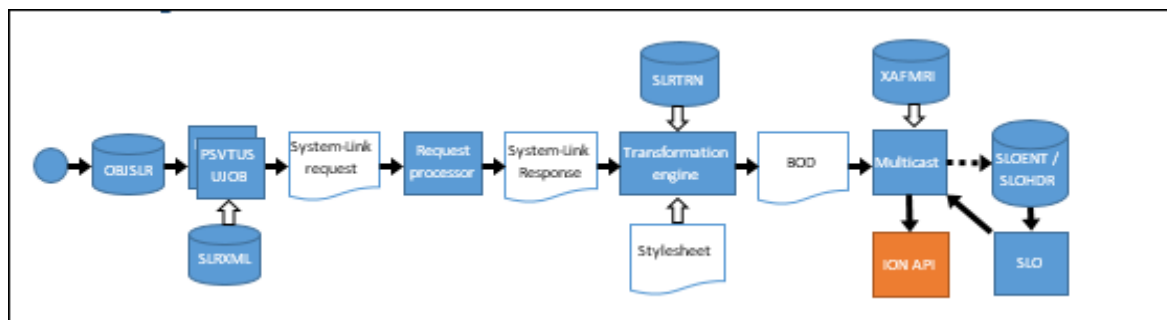 SLRTRN
XAFMRI
OBJSLR
PSVTUS
UJOB
System-Link
request
Request
processor
System-Link
Response
Transformation
engine
BOD
Multicast
SLOENT /
SLOHDR
SLRXML
Stylesheet
ION API
SLO